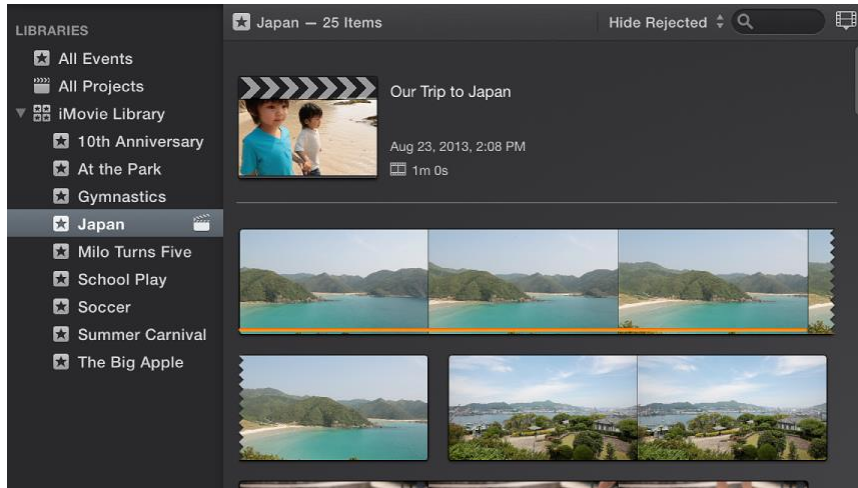 LIBRARIES
All Events
All Projects
iMovie Library
10th Anniversary
At the Park
Gymnastics
Japan
Milo Turns Five
School Play
Soccer
Summer Carnival
The Big Apple
Japan — 25 Items
Hide Rejected
Our Trip to Japan
Aug 23, 2013, 2:08 PM
1m 0s